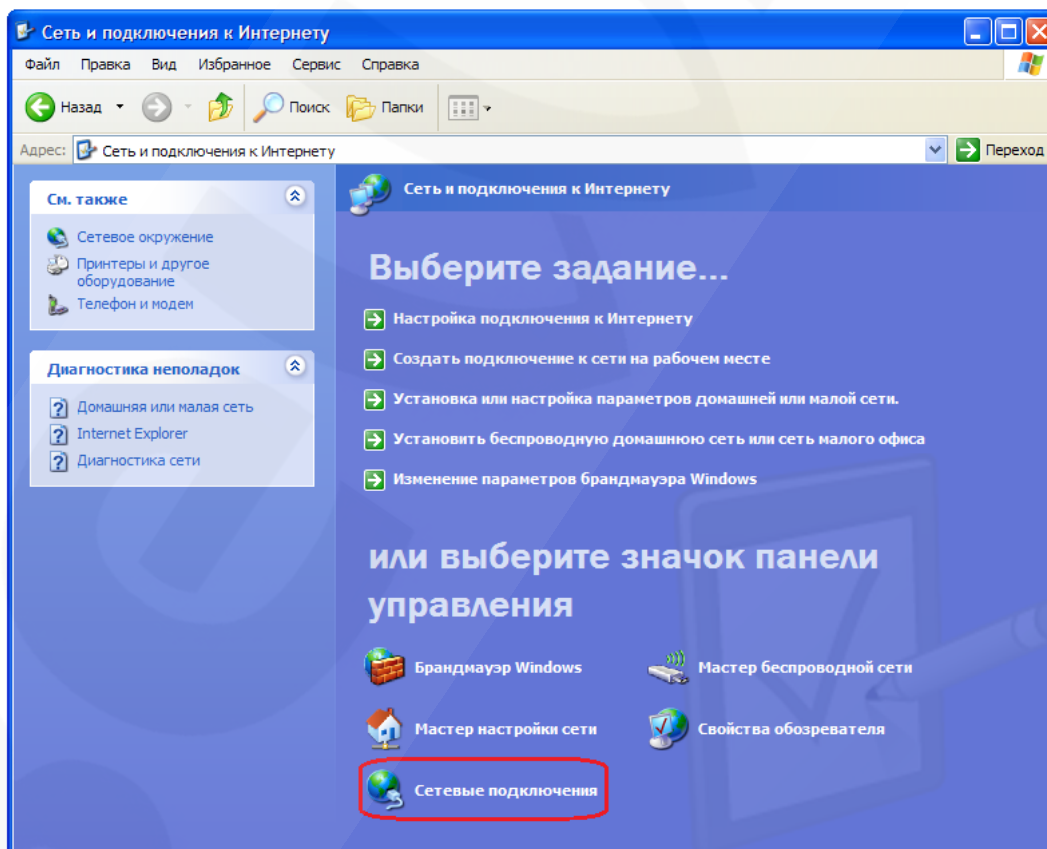 Сеть и подключения к Интернету
Файл Правка Вид Избранное Сервис Справка
Назад Поиск Папки
Адрес: Сеть и подключения к Интернету Переход
См. также
Сетевое окружение
Принтеры и другое
оборудование
Телефон и модем
Диагностика неполадок
Домашняя или малая сеть
Internet Explorer
Диагностика сети
Сеть и подключения к Интернету
Выберите задание...
Настройка подключения к Интернету
Создать подключение к сети на рабочем месте
Установка или настройка параметров домашней или малой сети.
Установить беспроводную домашнюю сеть или сеть малого офиса
Изменение параметров брандмауэра Windows
или выберите значок панели
управления
Брандмауэр Windows Мастер беспроводной сети
Мастер настройки сети Свойства обозревателя
Сетевые подключения